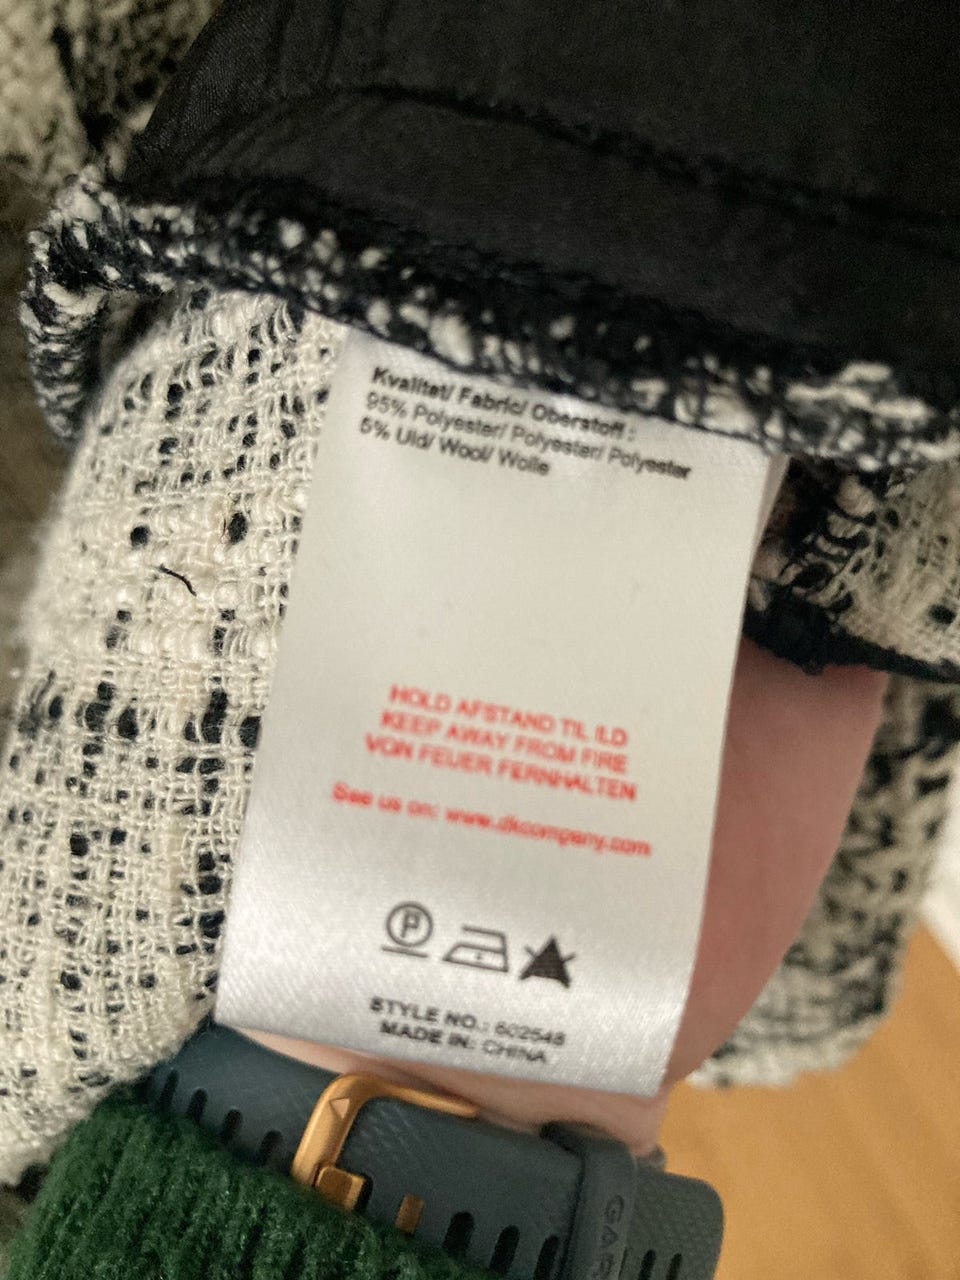 Kvalitet/ Fabric/ Oberstoff :
95% Polyester/ Polyester/ Polyester
5% Uld/ Wool/ Wolle
HOLD AFSTAND TIL ILD
KEEP AWAY FROM FIRE
VON FEUER FERNHALTEN
See us on: www.dkcompany.com
P
STYLE NO.: 602548
MADE IN: CHINA
GAR